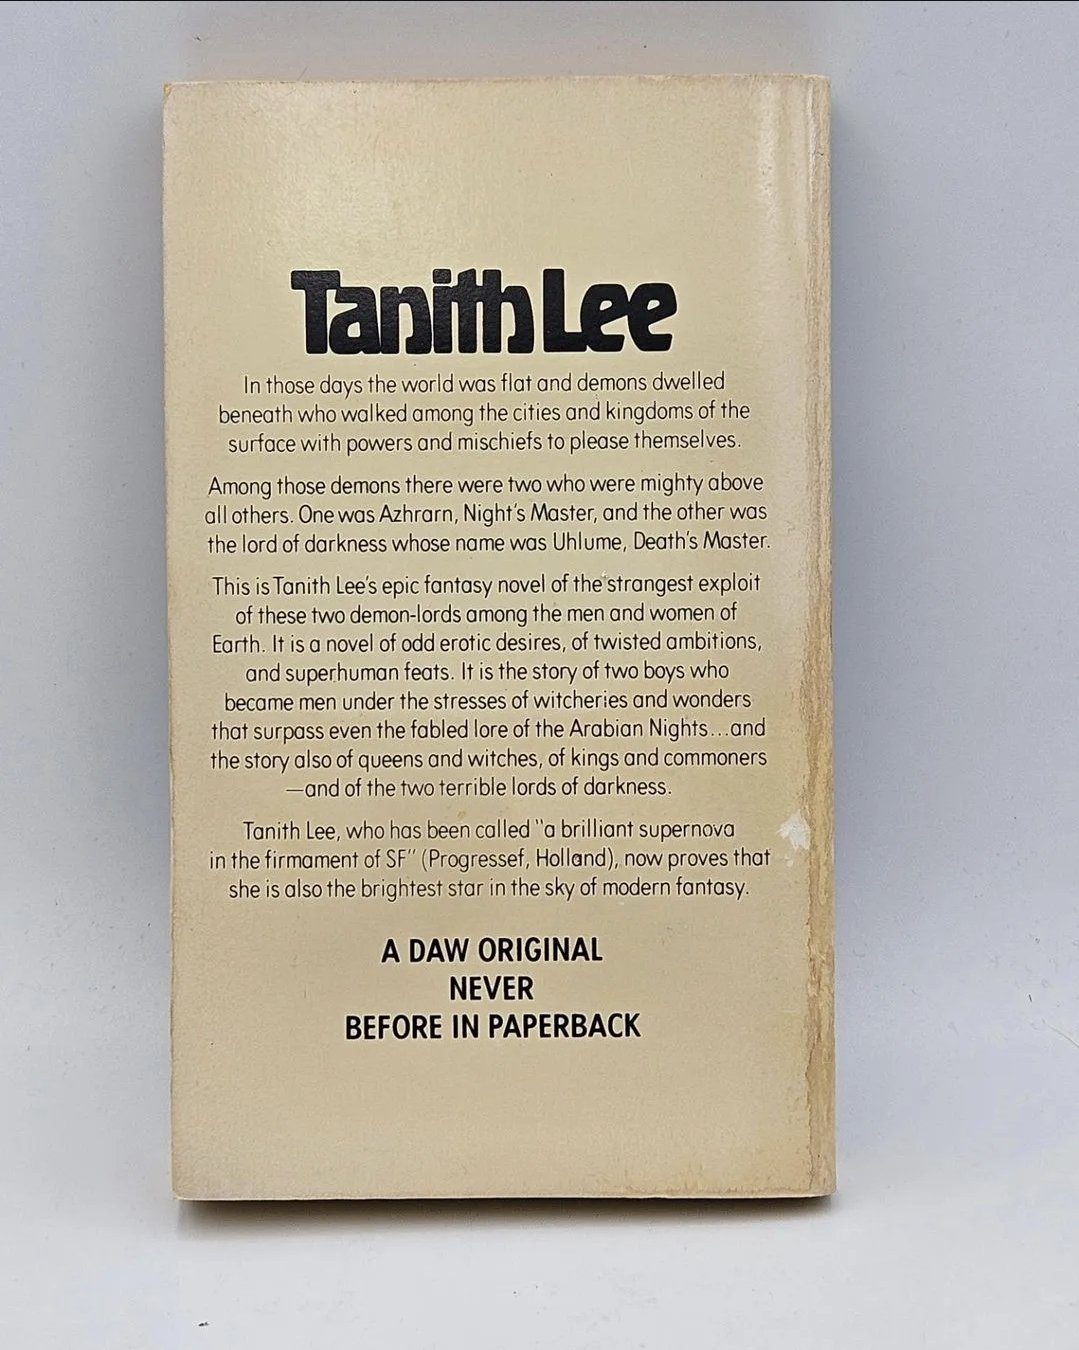 Tanith Lee
In those days the world was flat and demons dwelled
beneath who walked among the cities and kingdoms of the
surface with powers and mischiefs to please themselves.
Among those demons there were two who were mighty above
all others. One was Azhrarn, Night's Master, and the other was
the lord of darkness whose name was Uhlume, Death's Master.
This is Tanith Lee's epic fantasy novel of the strangest exploit
of these two demon-lords among the men and women of
Earth. It is a novel of odd erotic desires, of twisted ambitions,
and superhuman feats. It is the story of two boys who
became men under the stresses of witcheries and wonders
that surpass even the fabled lore of the Arabian Nights...and
the story also of queens and witches, of kings and commoners
—and of the two terrible lords of darkness.
Tanith Lee, who has been called "a brilliant supernova
in the firmament of SF" (Progressef, Holland), now proves that
she is also the brightest star in the sky of modern fantasy.
A DAW ORIGINAL
NEVER
BEFORE IN PAPERBACK